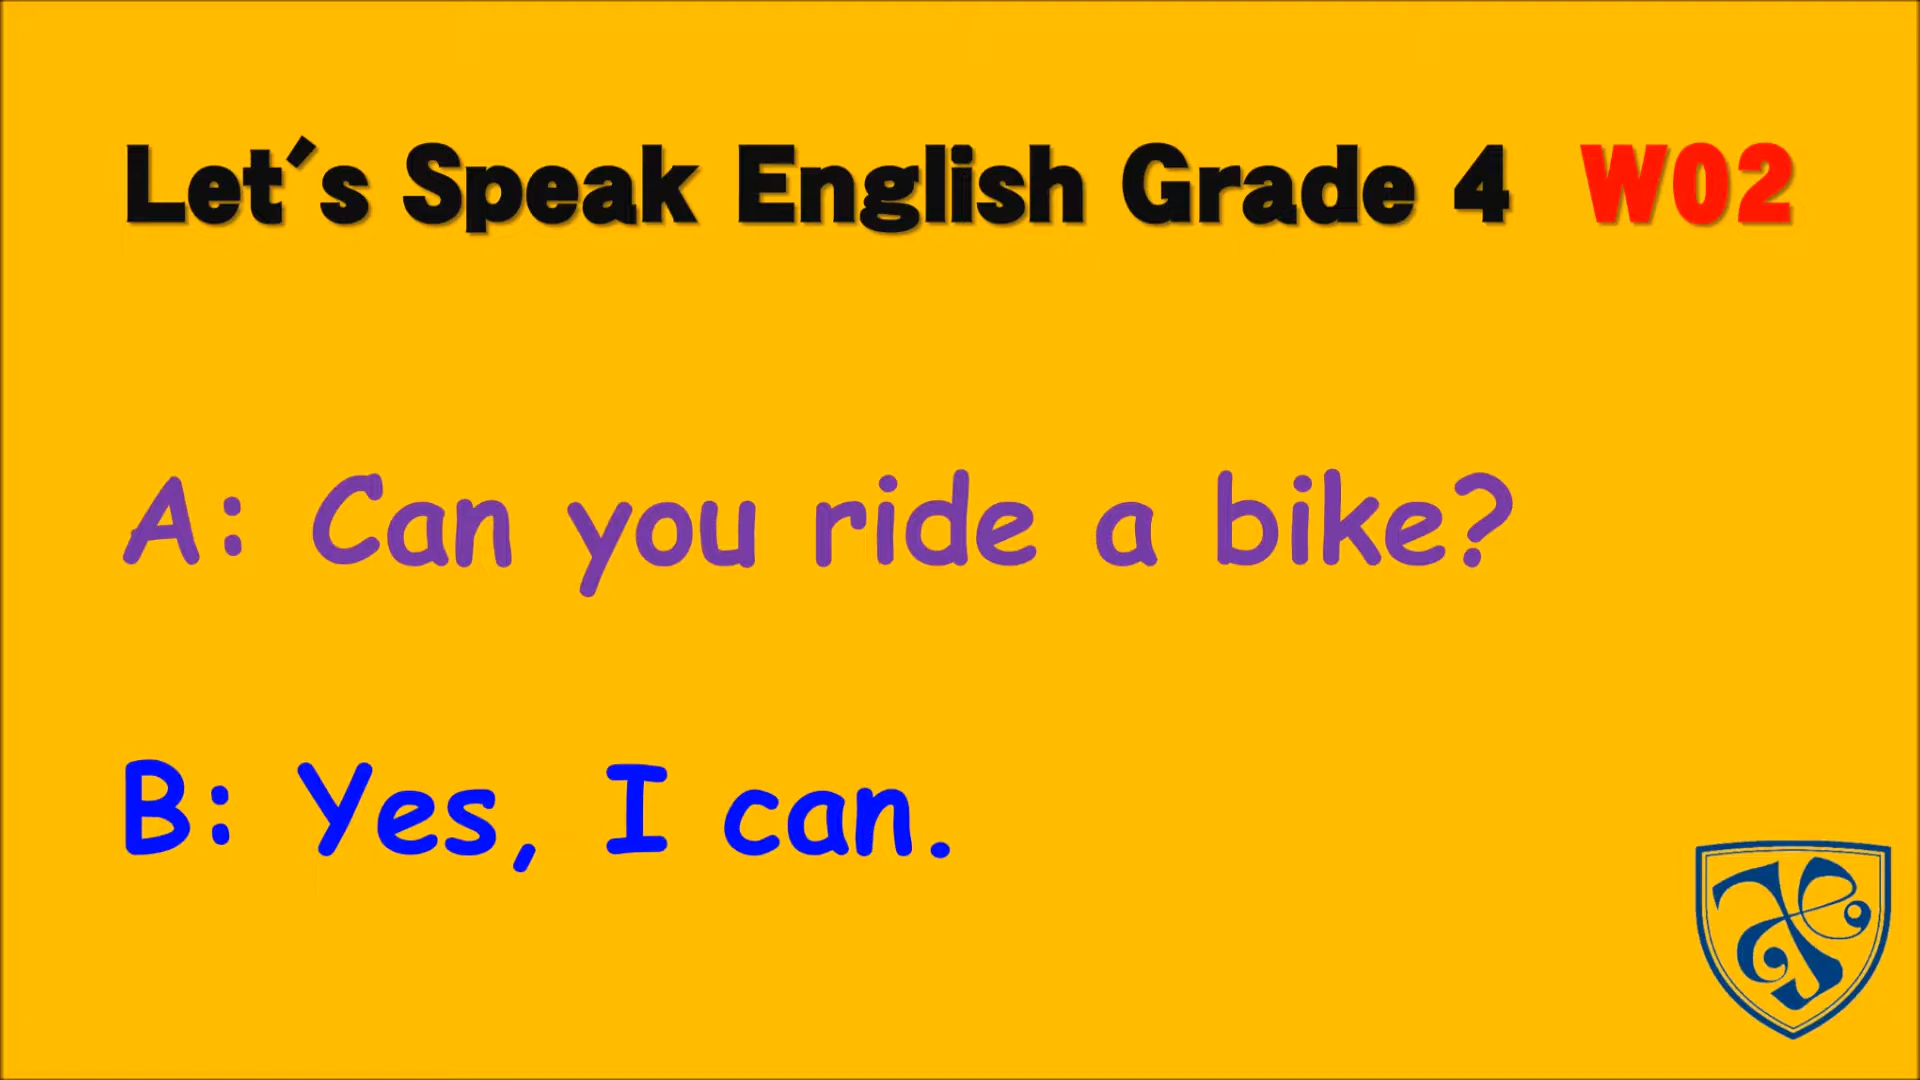 Let's Speak English Grade 4 W02
A: Can you ride a bike?
B: Yes, I can.